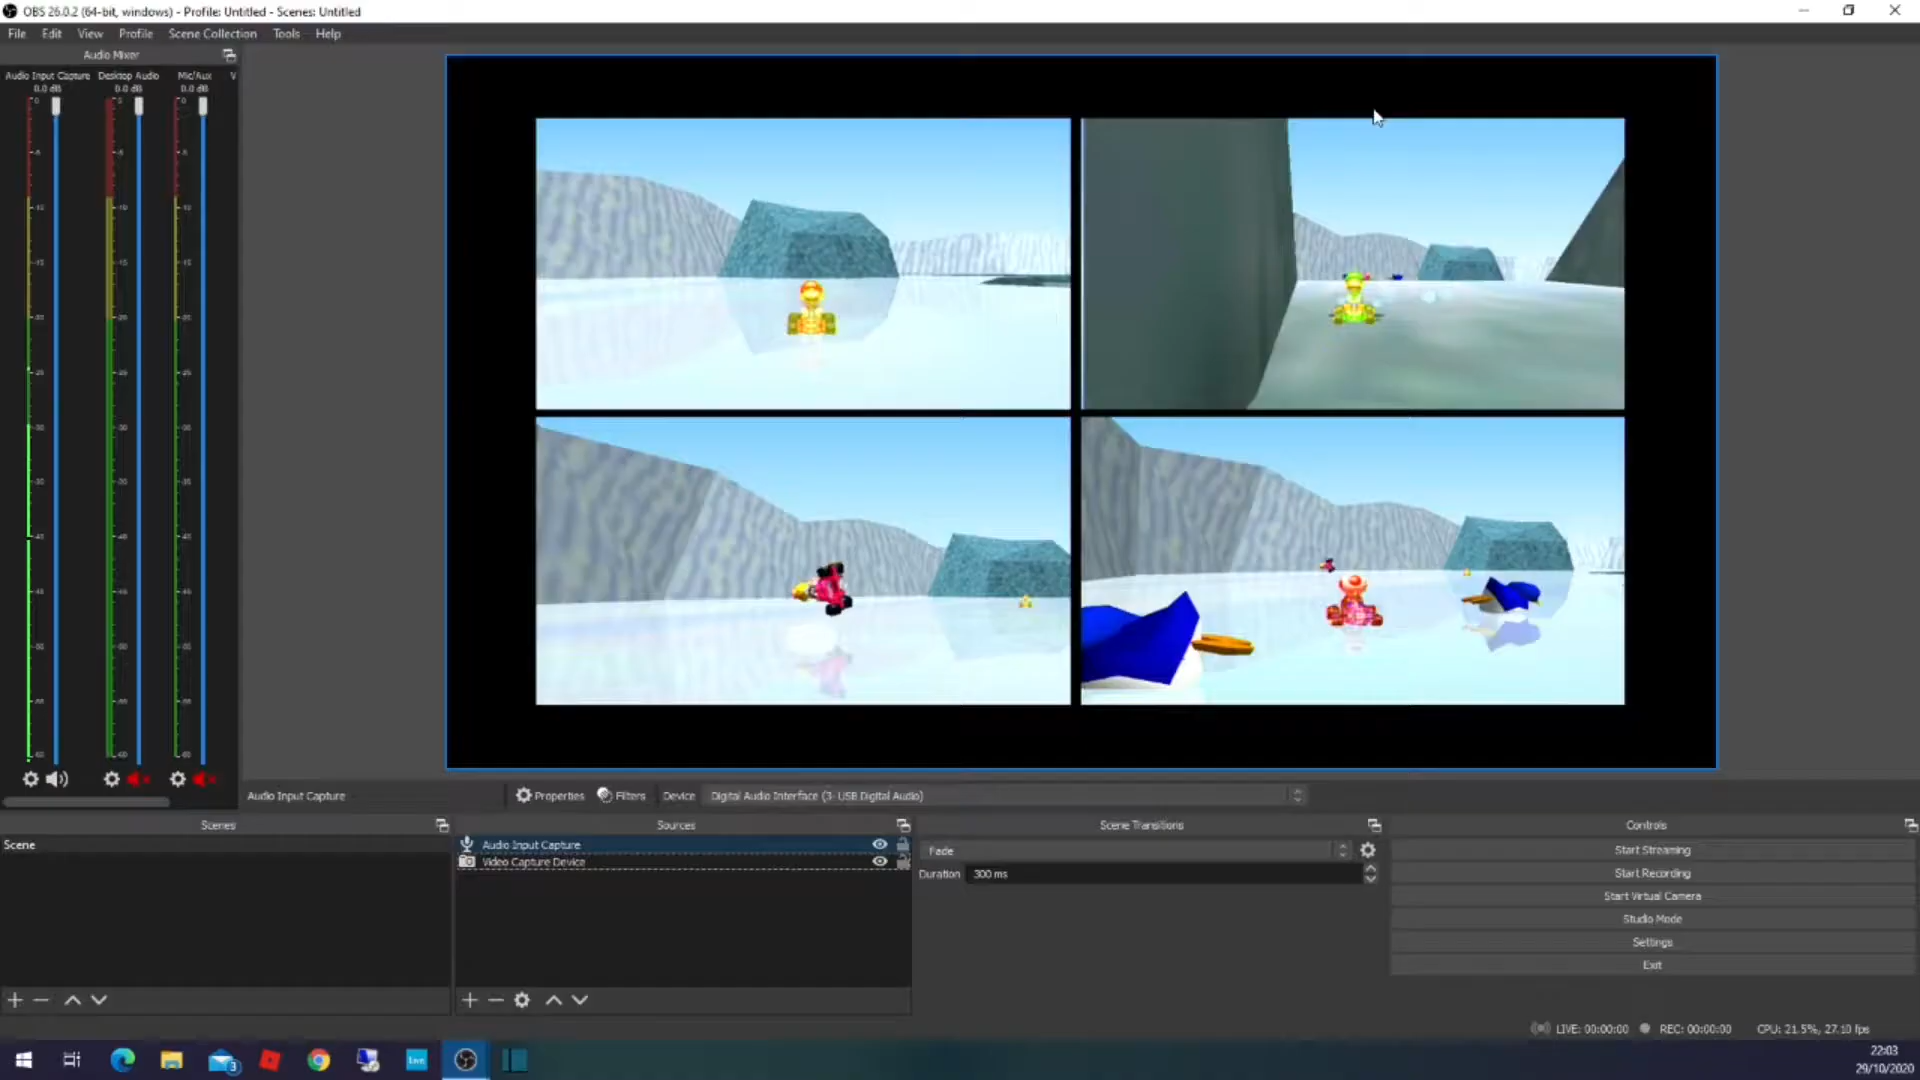 OBS 26.0.2 (64-bit, windows) - Profile: Untitled - Scenes: Untitled
File Edit View Profile Scene Collection Tools Help
Audio Mixer
Audio Input Capture Desktop Audio Mic/Aux V
0.0 dB 0.0 dB 0.0 dB
Audio Input Capture Properties Filters Device Digital Audio Interface (3- USB Digital Audio)
Scenes Sources Scene Transitions Controls
Scene
Audio Input Capture
Video Capture Device
Fade
Duration 300 ms
Start Streaming
Start Recording
Start Virtual Camera
Studio Mode
Settings
Exit
LIVE: 00:00:00 REC: 00:00:00 CPU: 21.5%, 27.10 fps
3
Live
22:03
29/10/2020